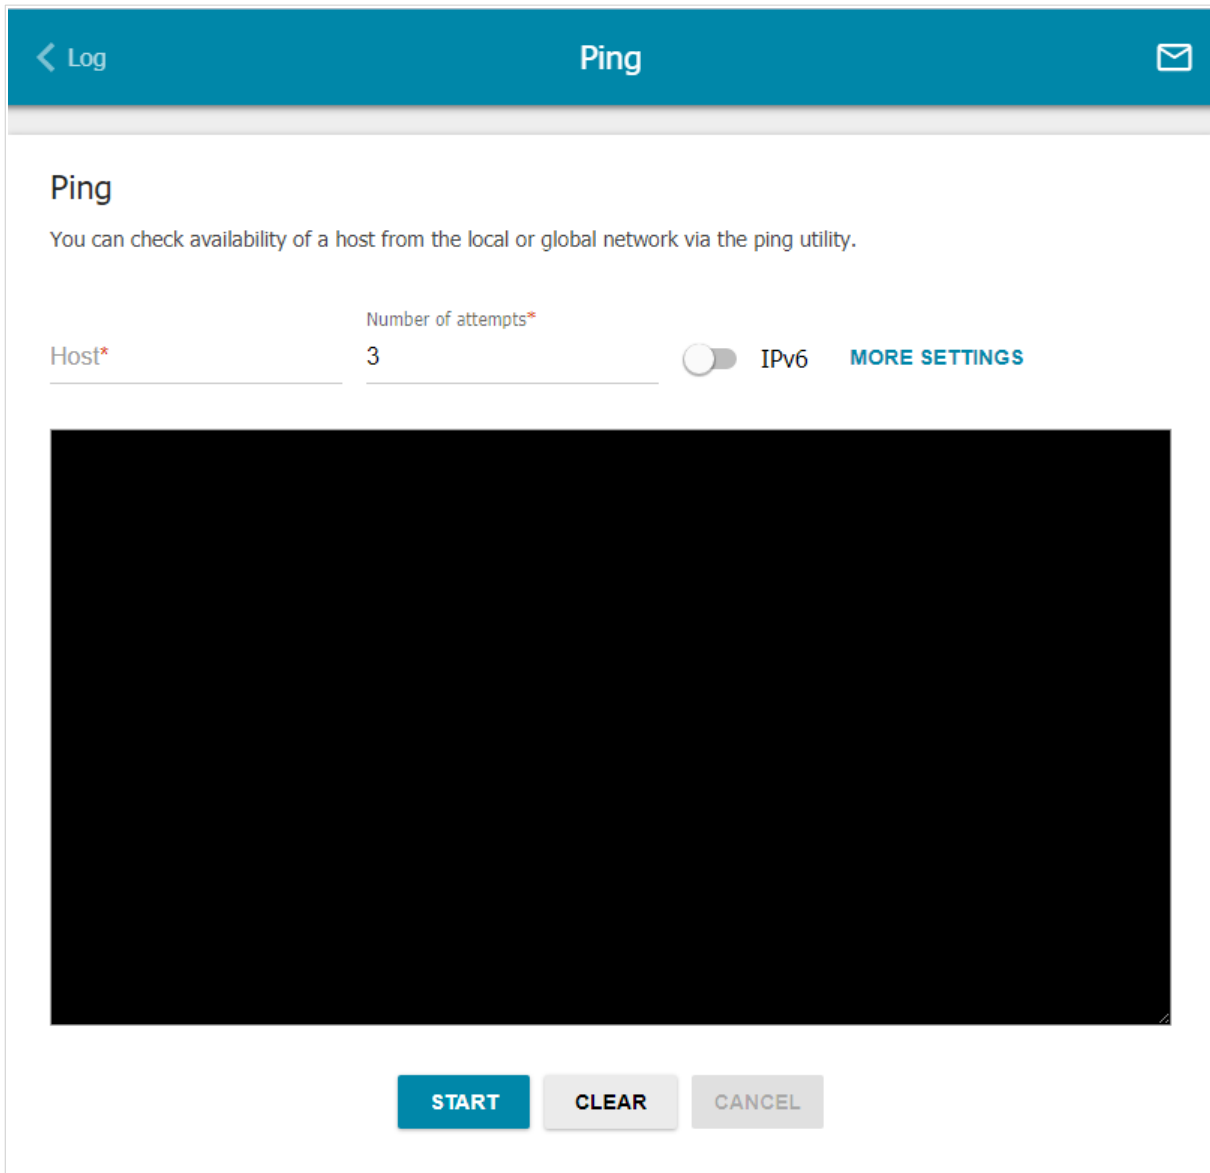 Log
Ping
Ping
You can check availability of a host from the local or global network via the ping utility.
Number of attempts*
Host*
3
IPv6
MORE SETTINGS
START
CLEAR
CANCEL